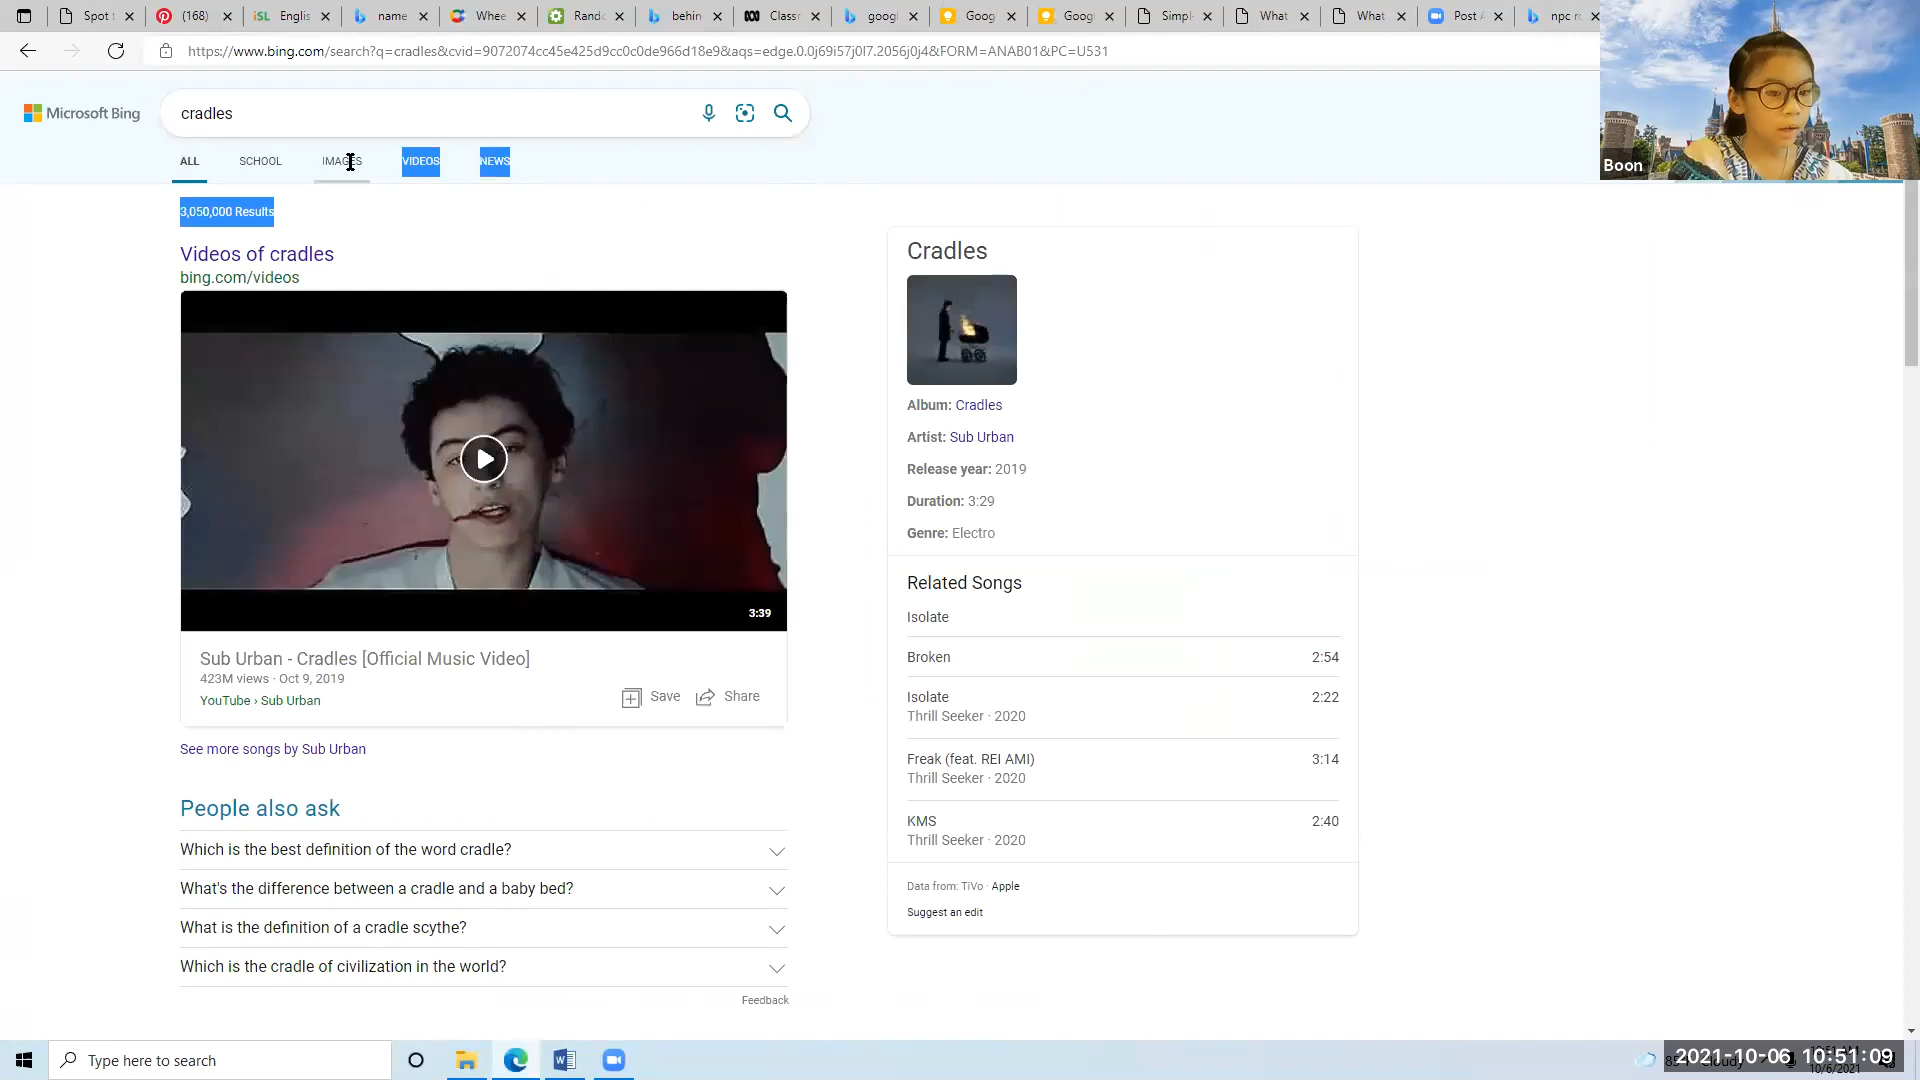 Spot t
(168)
iSL Englis
name
Whee
Rand
behin
Classr
googl
Goog
Goog
Simpl
What
What
Post A
npc r
https://www.bing.com/search?q=cradles&cvid=9072074cc45e425d9cc0c0de966d18e9&aqs=edge.0.0j69i57j0l7.2056j0j4&FORM=ANAB01&PC=U531
Microsoft Bing
cradles
Boon
ALL SCHOOL IMAGES VIDEOS NEWS
3,050,000 Results
Videos of cradles
bing.com/videos
3:39
Sub Urban - Cradles [Official Music Video]
423M views · Oct 9, 2019
YouTube › Sub Urban
Save Share
See more songs by Sub Urban
People also ask
Which is the best definition of the word cradle?
What's the difference between a cradle and a baby bed?
What is the definition of a cradle scythe?
Which is the cradle of civilization in the world?
Feedback
Cradles
Album: Cradles
Artist: Sub Urban
Release year: 2019
Duration: 3:29
Genre: Electro
Related Songs
Isolate
Broken 2:54
Isolate 2:22
Thrill Seeker · 2020
Freak (feat. REI AMI) 3:14
Thrill Seeker · 2020
KMS 2:40
Thrill Seeker · 2020
Data from: TiVo · Apple
Suggest an edit
Type here to search
2021-10-06 10:51:09
10/6/2021